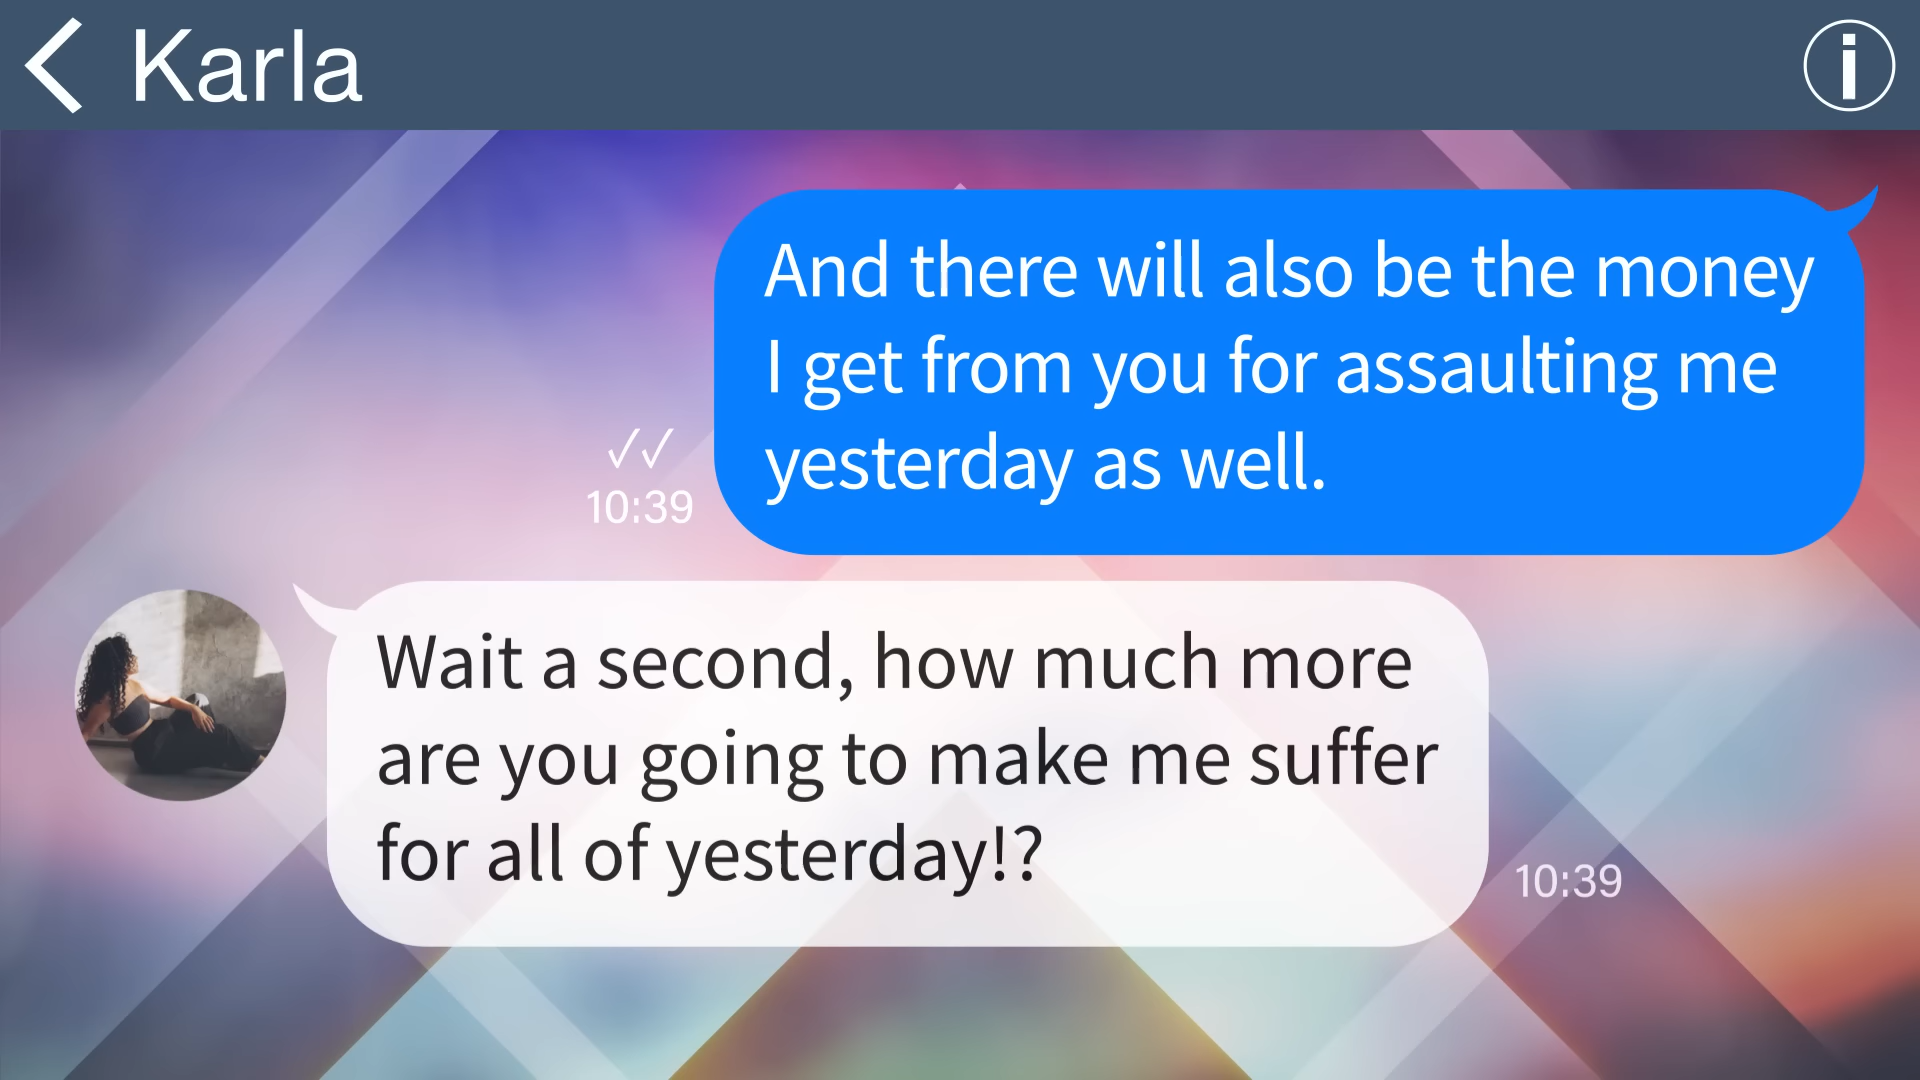 Karla
And there will also be the money
I get from you for assaulting me
yesterday as well.
10:39
Wait a second, how much more
are you going to make me suffer
for all of yesterday!?
10:39